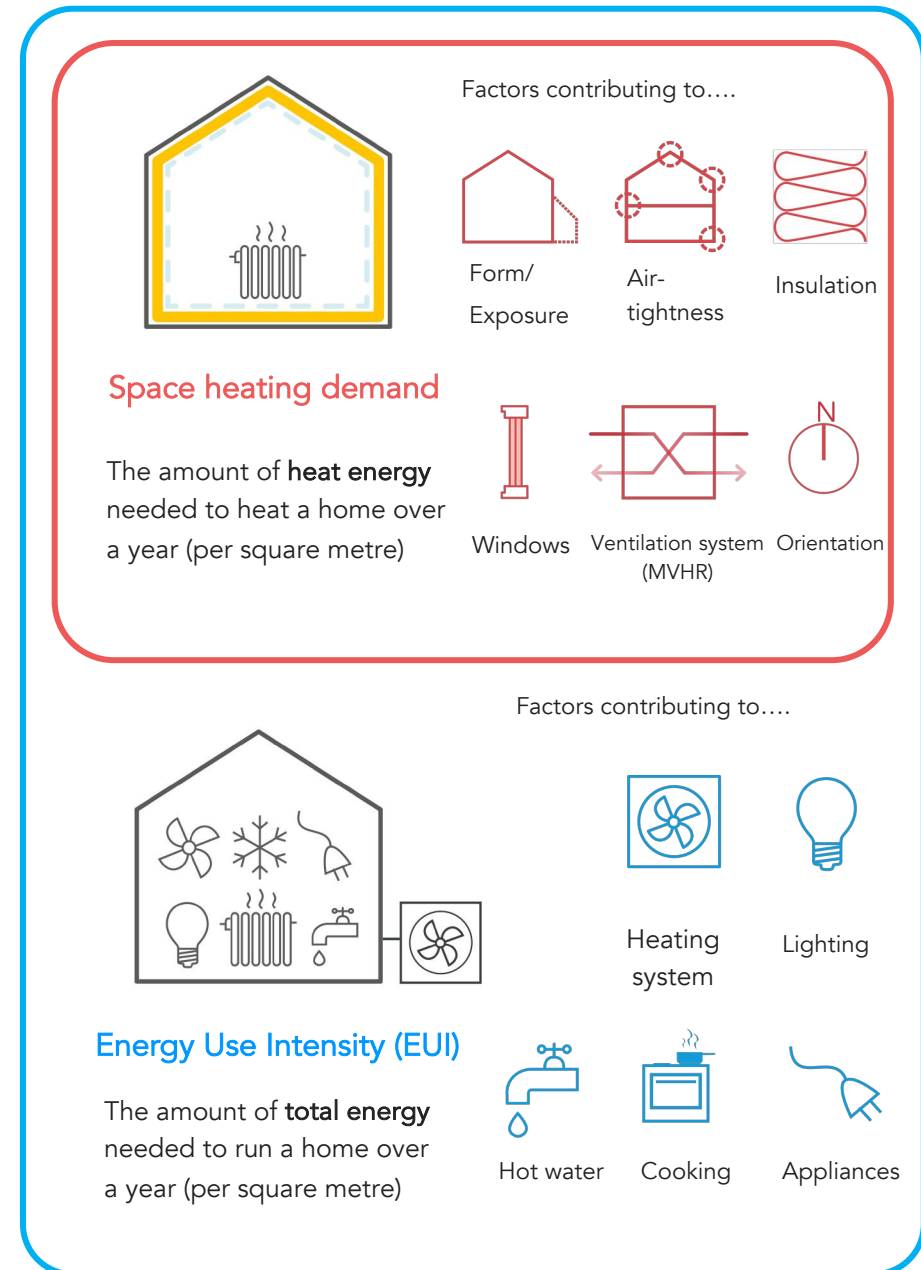 Factors contributing to….
Form/
Exposure
Air-
tightness
Insulation
Space heating demand
The amount of heat energy
needed to heat a home over
a year (per square metre)
N
Windows
Ventilation system
(MVHR)
Orientation
Factors contributing to….
Heating
system
Lighting
Energy Use Intensity (EUI)
The amount of total energy
needed to run a home over
a year (per square metre)
Hot water
Cooking
Appliances